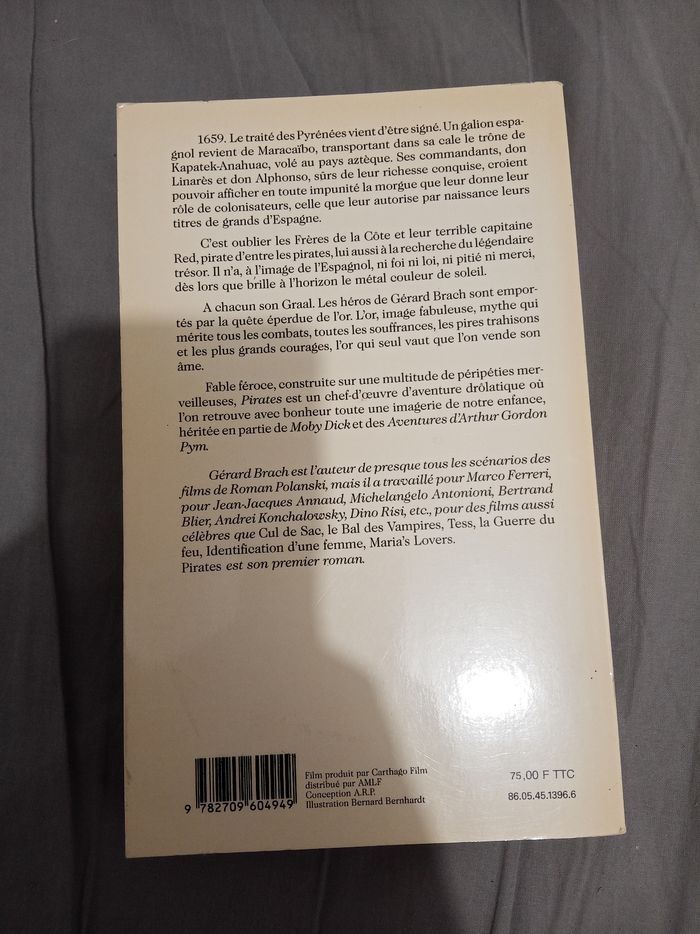 1659. Le traité des Pyrénées vient d'être signé. Un galion espa-
gnol revient de Maracaïbo, transportant dans sa cale le trône de
Kapatek-Anahuac, volé au pays aztèque. Ses commandants, don
Linarès et don Alphonso, sûrs de leur richesse conquise, croient
pouvoir afficher en toute impunité la morgue que leur donne leur
rôle de colonisateurs, celle que leur autorise par naissance leurs
titres de grands d'Espagne.
C'est oublier les Frères de la Côte et leur terrible capitaine
Red, pirate d'entre les pirates, lui aussi à la recherche du légendaire
trésor. Il n'a, à l'image de l'Espagnol, ni foi ni loi, ni pitié ni merci,
dès lors que brille à l'horizon le métal couleur de soleil.
A chacun son Graal. Les héros de Gérard Brach sont empor-
tés par la quête éperdue de l'or. L'or, image fabuleuse, mythe qui
mérite tous les combats, toutes les souffrances, les pires trahisons
et les plus grands courages, l'or qui seul vaut que l'on vende son
âme.
Fable féroce, construite sur une multitude de péripéties mer-
veilleuses, Pirates est un chef-d'œuvre d'aventure drôlatique où
l'on retrouve avec bonheur toute une imagerie de notre enfance,
héritée en partie de Moby Dick et des Aventures d'Arthur Gordon
Pym.
Gérard Brach est l'auteur de presque tous les scénarios des
films de Roman Polanski, mais il a travaillé pour Marco Ferreri,
pour Jean-Jacques Annaud, Michelangelo Antonioni, Bertrand
Blier, Andrei Konchalowsky, Dino Risi, etc., pour des films aussi
célèbres que Cul de Sac, le Bal des Vampires, Tess, la Guerre du
feu, Identification d'une femme, Maria's Lovers.
Pirates est son premier roman.
9 782709 604949
Film produit par Carthago Film
distribué par AMLF
Conception A.R.P.
Illustration Bernard Bernhardt
75,00 F TTC
86.05.45.1396.6